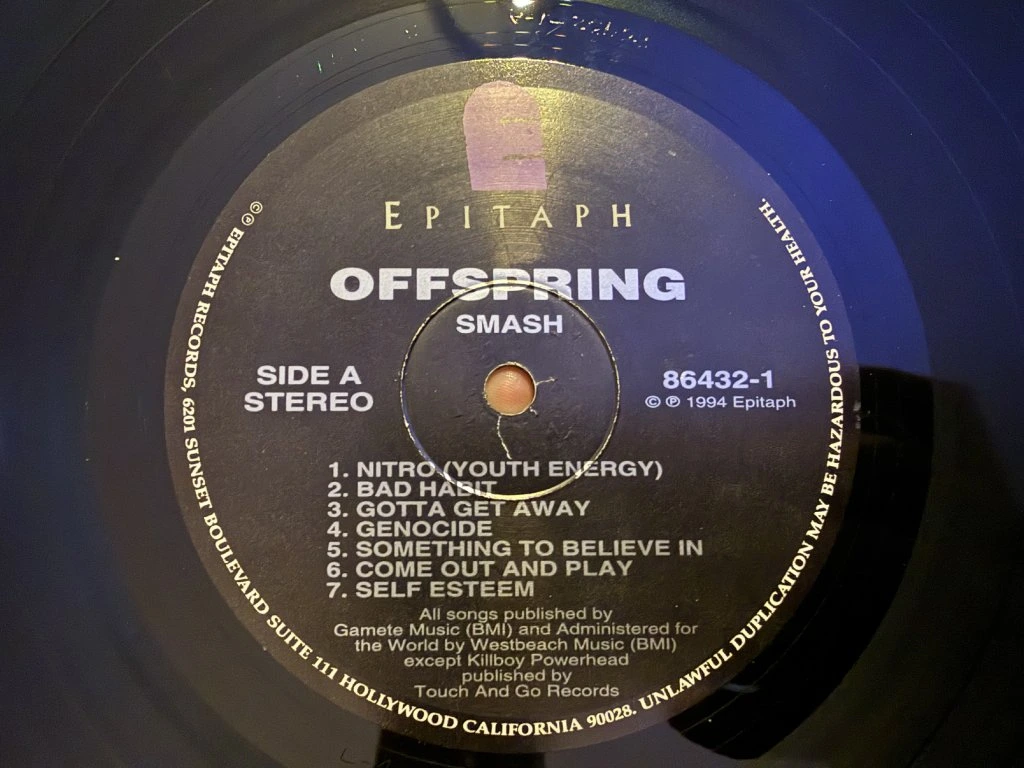 E
EPITAPH
OFFSPRING
SMASH
SIDE A
STEREO
86432-1
© ℗ 1994 Epitaph
1. NITRO (YOUTH ENERGY)
2. BAD HABIT
3. GOTTA GET AWAY
4. GENOCIDE
5. SOMETHING TO BELIEVE IN
6. COME OUT AND PLAY
7. SELF ESTEEM
All songs published by
Gamete Music (BMI) and Administered for
the World by Westbeach Music (BMI)
except Killboy Powerhead
published by
Touch And Go Records
© ℗ EPITAPH RECORDS, 6201 SUNSET BOULEVARD SUITE 111 HOLLYWOOD CALIFORNIA 90028. UNLAWFUL DUPLICATION MAY BE HAZARDOUS TO YOUR HEALTH.